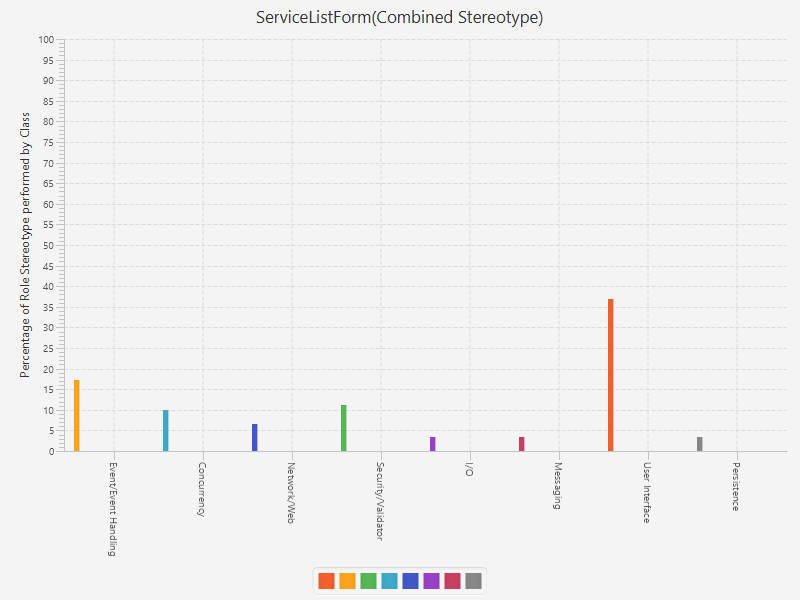 ServiceListForm(Combined Stereotype)
Percentage of Role Stereotype performed by Class
100
95
90
85
80
75
70
65
60
55
50
45
40
35
30
25
20
15
10
5
0
Event/Event Handling
Concurrency
Network/Web
Security/Validator
I/O
Messaging
User Interface
Persistence